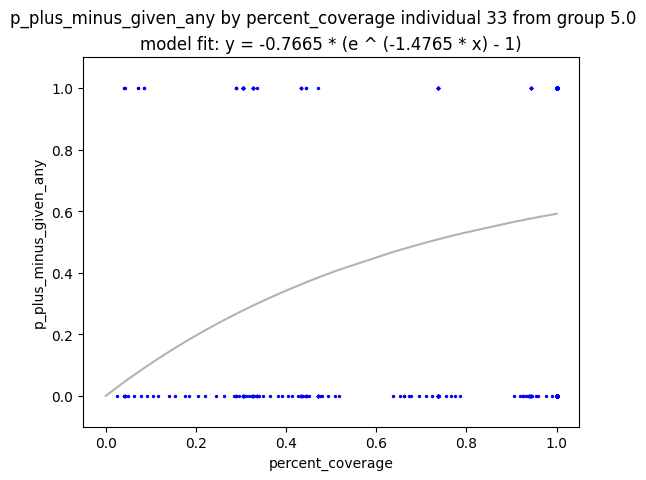 p_plus_minus_given_any by percent_coverage individual 33 from group 5.0
model fit: y = -0.7665 * (e ^ (-1.4765 * x) - 1)
1.0
0.8
0.6
0.4
0.2
0.0
p_plus_minus_given_any
0.0 0.2 0.4 0.6 0.8 1.0
percent_coverage